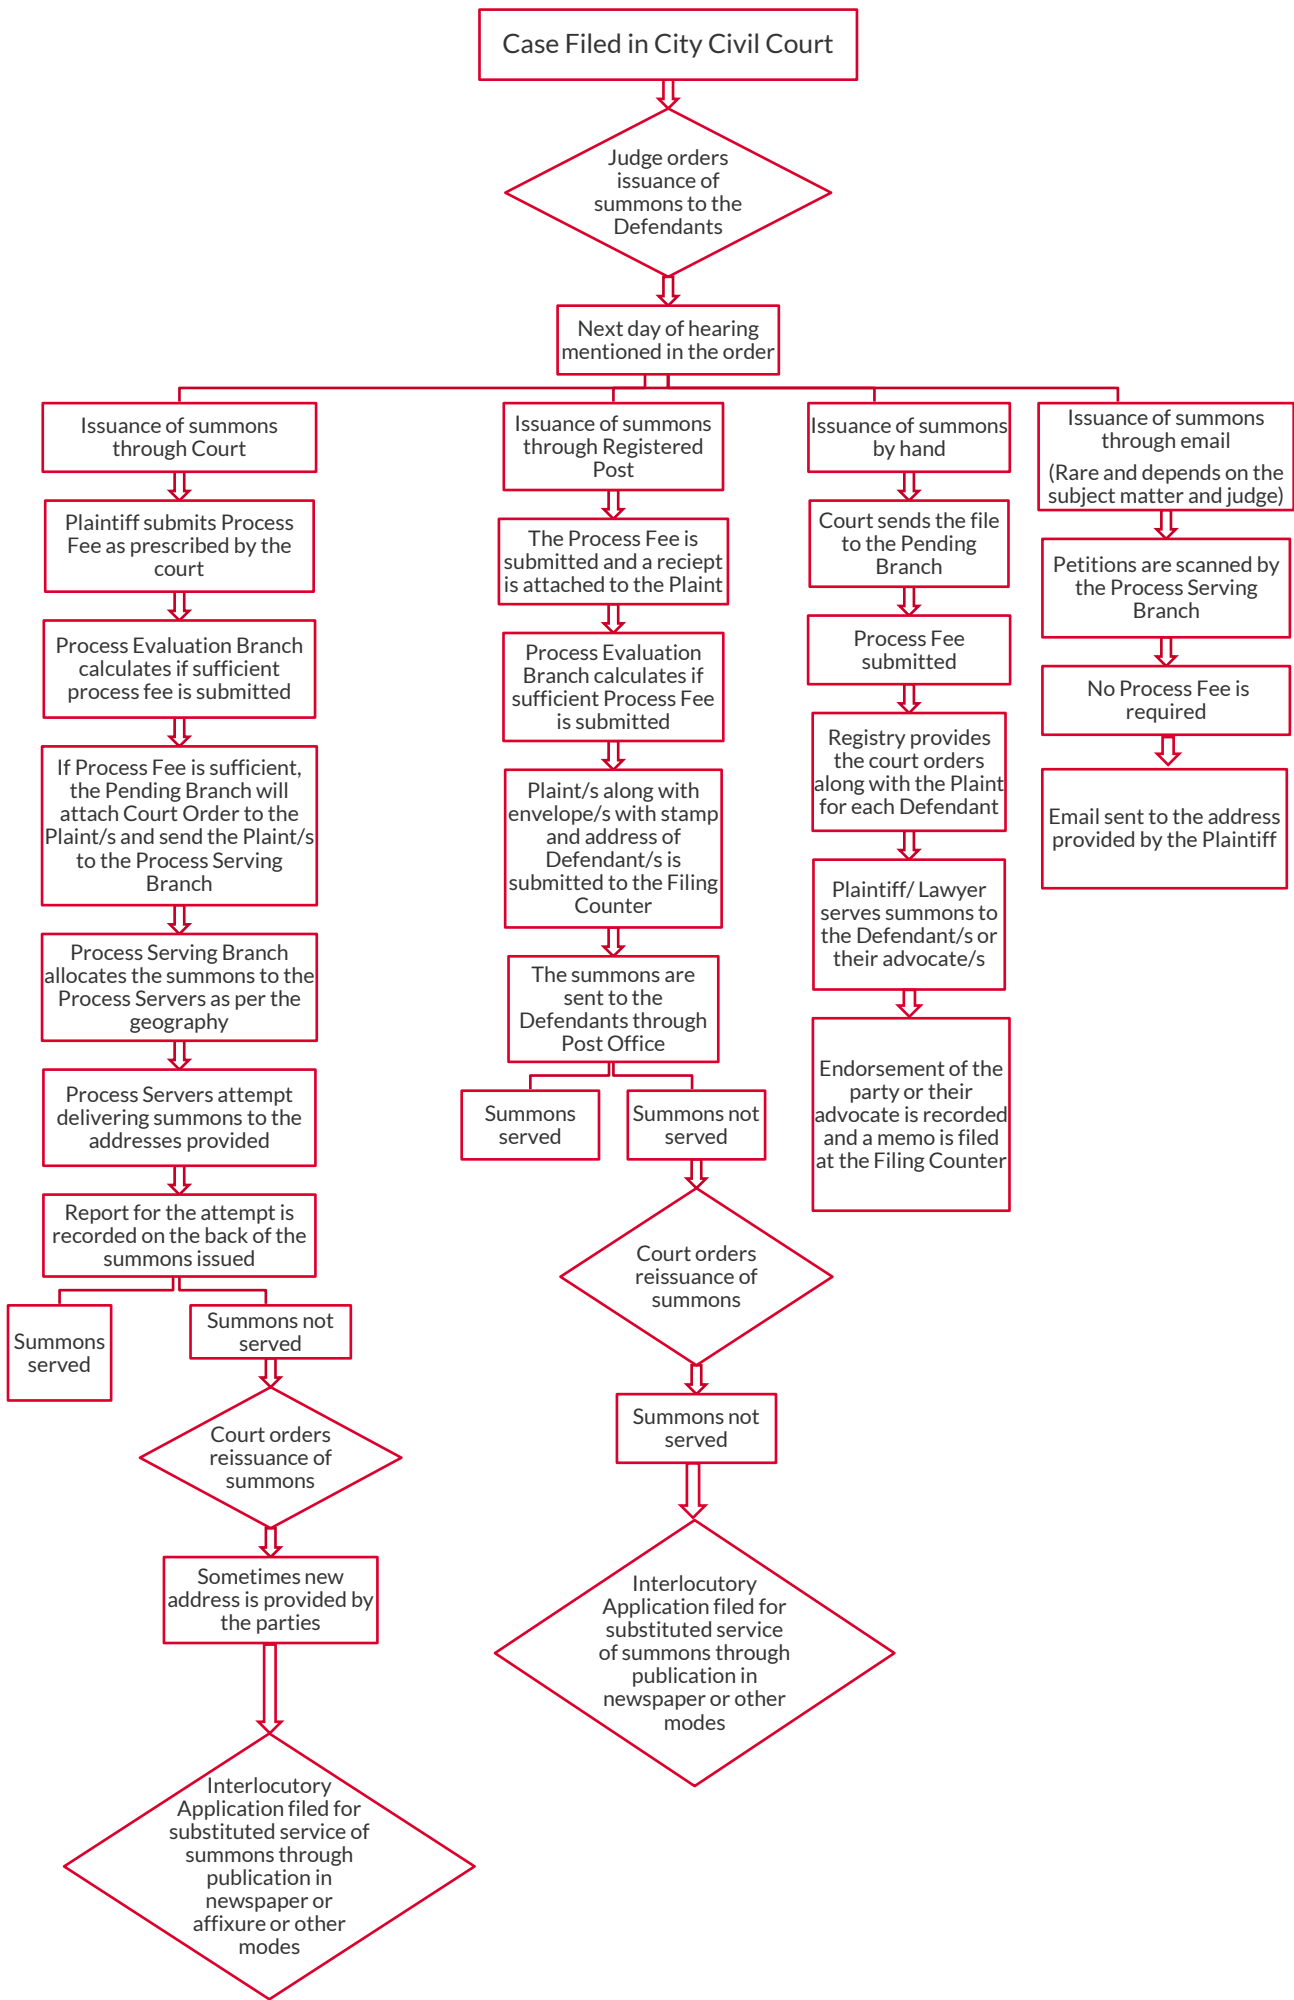 Case Filed in City Civil Court
Judge orders
issuance of
summons to the
Defendants
Next day of hearing
mentioned in the order
Issuance of summons
through Court
Plaintiff submits Process
Fee as prescribed by the
court
Process Evaluation Branch
calculates if sufficient
process fee is submitted
If Process Fee is sufficient,
the Pending Branch will
attach Court Order to the
Plaint/s and send the Plaint/s
to the Process Serving
Branch
Process Serving Branch
allocates the summons to the
Process Servers as per the
geography
Process Servers attempt
delivering summons to the
addresses provided
Report for the attempt is
recorded on the back of the
summons issued
Summons
served
Summons not
served
Court orders
reissuance of
summons
Sometimes new
address is provided by
the parties
Interlocutory
Application filed for
substituted service of
summons through
publication in
newspaper or
affixure or other
modes
Issuance of summons
through Registered
Post
The Process Fee is
submitted and a reciept
is attached to the Plaint
Process Evaluation
Branch calculates if
sufficient Process Fee
is submitted
Plaint/s along with
envelope/s with stamp
and address of
Defendant/s is
submitted to the Filing
Counter
The summons are
sent to the
Defendants through
Post Office
Summons
served
Summons not
served
Court orders
reissuance of
summons
Summons not
served
Interlocutory
Application filed for
substituted service
of summons through
publication in
newspaper or other
modes
Issuance of summons
by hand
Court sends the file
to the Pending
Branch
Process Fee
submitted
Registry provides
the court orders
along with the Plaint
for each Defendant
Plaintiff/ Lawyer
serves summons to
the Defendant/s or
their advocate/s
Endorsement of the
party or their
advocate is recorded
and a memo is filed
at the Filing Counter
Issuance of summons
through email
(Rare and depends on the
subject matter and judge)
Petitions are scanned by
the Process Serving
Branch
No Process Fee is
required
Email sent to the address
provided by the Plaintiff